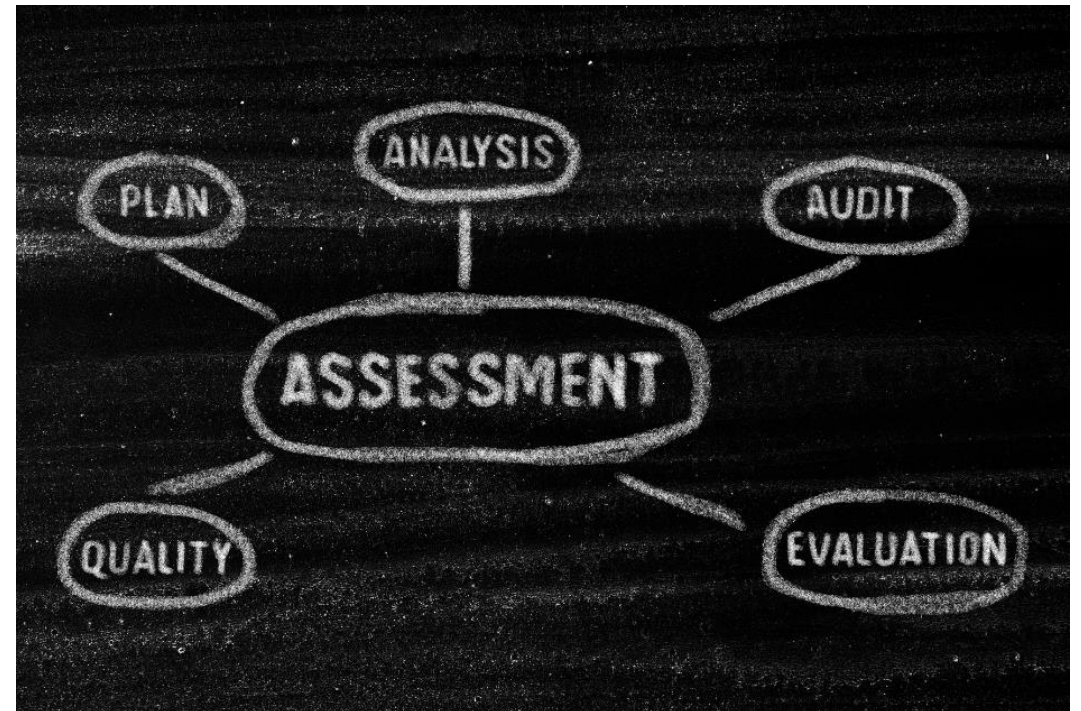 ANALYSIS
PLAN
AUDIT
ASSESSMENT
QUALITY
EVALUATION